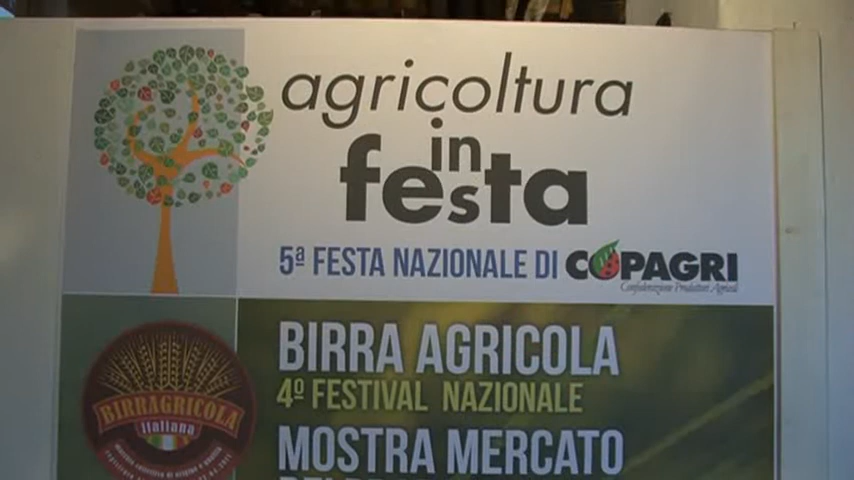 agricoltura
in
festa
5ª FESTA NAZIONALE DI COPAGRI
Confederazione Produttori Agricoli
BIRRA AGRICOLA
4º FESTIVAL NAZIONALE
BIRRAGRICOLA
italiana
MOSTRA MERCATO